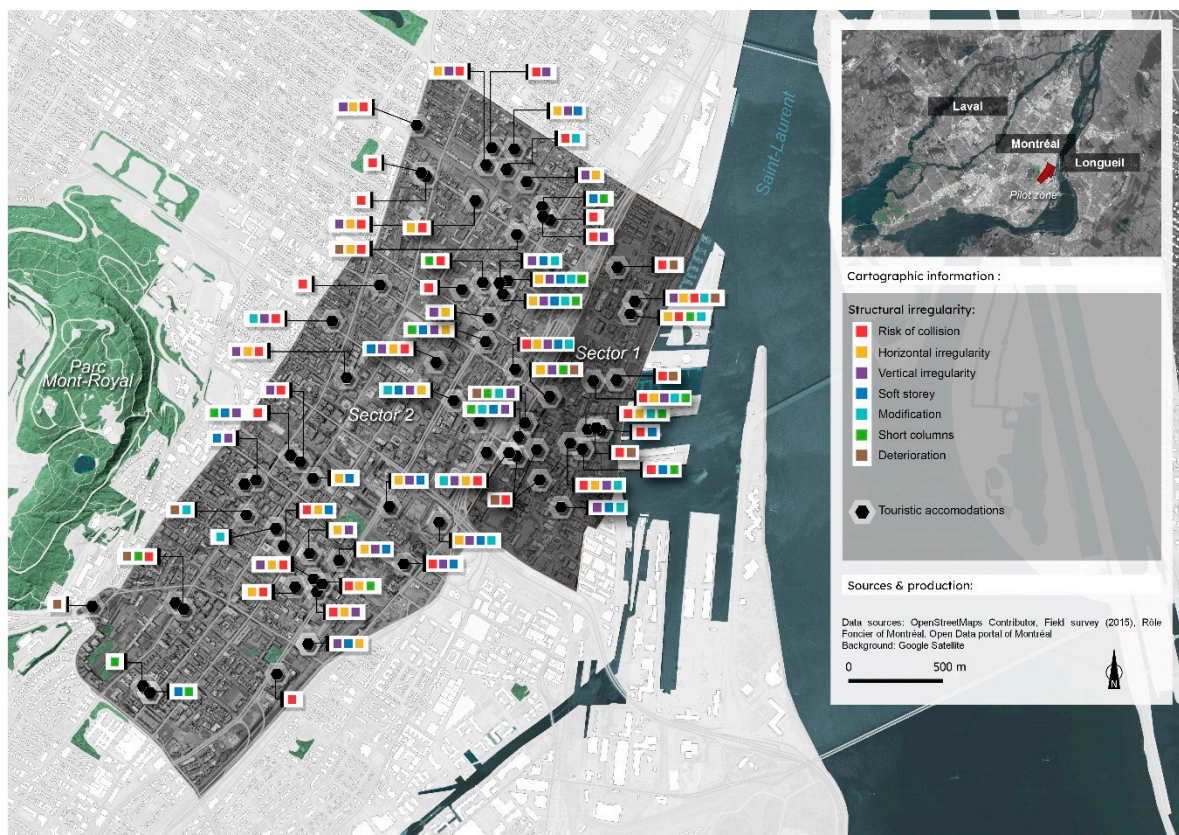 Saint-Laurent
Parc
Mont-Royal
Sector 1
Sector 2
Laval
Montréal
Longueil
Pilot zone
Cartographic information :
Structural irregularity:
Risk of collision
Horizontal irregularity
Vertical irregularity
Soft storey
Modification
Short columns
Deterioration
Touristic accomodations
Sources & production:
Data sources: OpenStreetMaps Contributor, Field survey (2015), Rôle
Foncier of Montréal, Open Data portal of Montréal
Background: Google Satellite
0 500 m
N